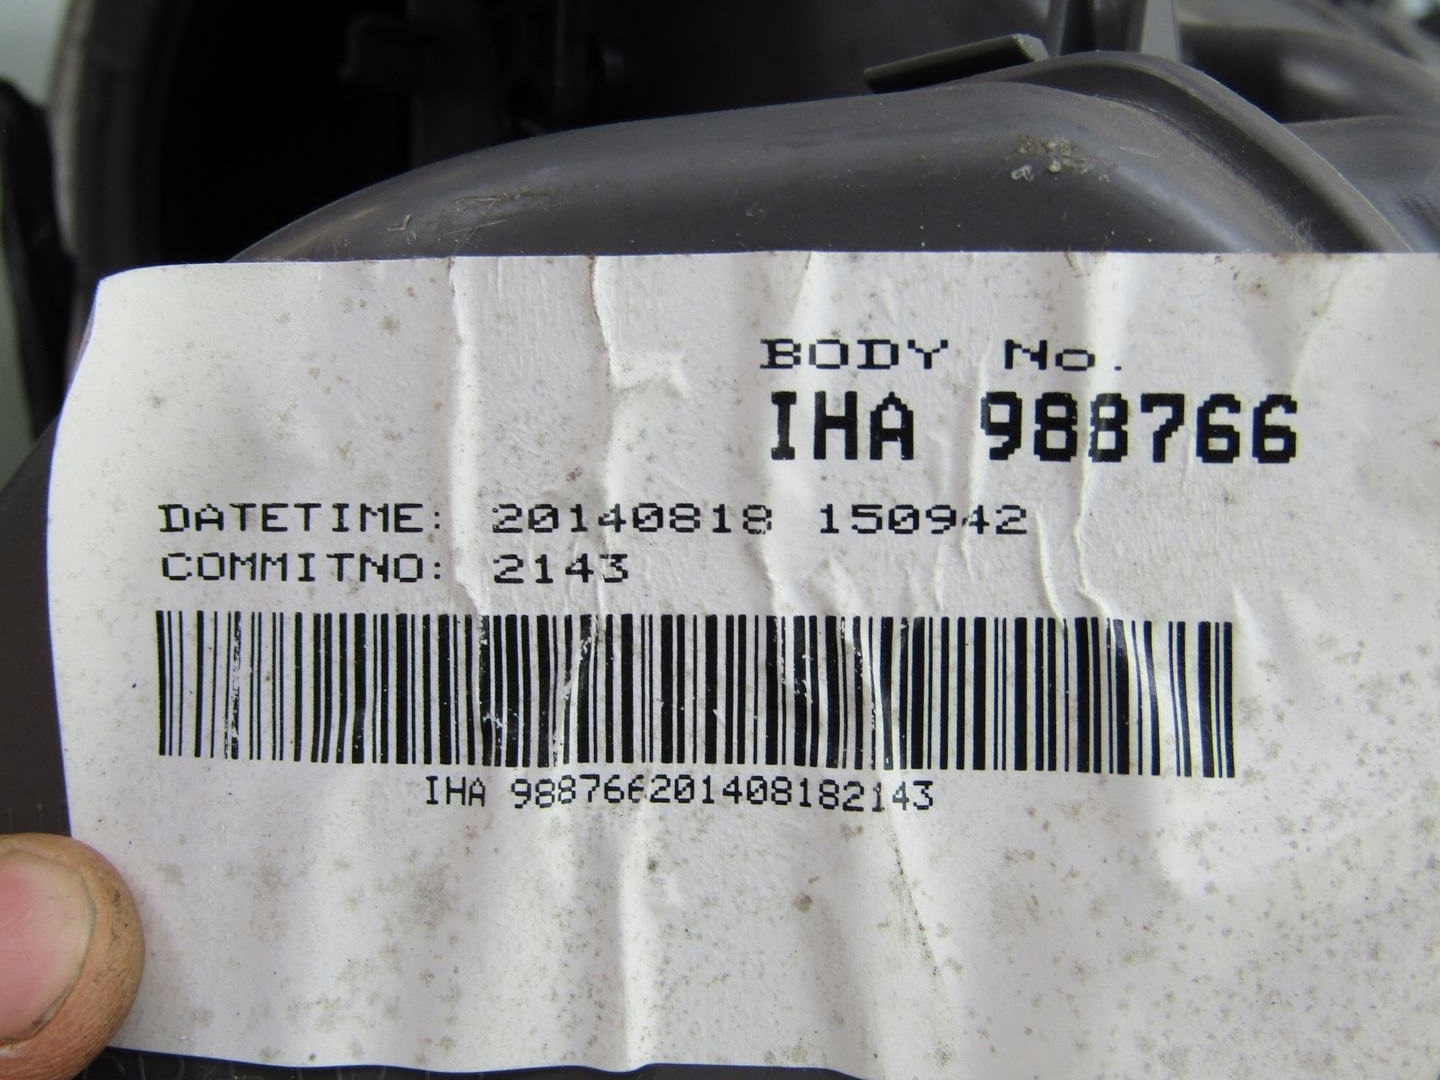 BODY No.
IHA 988766
DATETIME: 20140818 150942
COMMITNO: 2143
IHA 988766201408182143